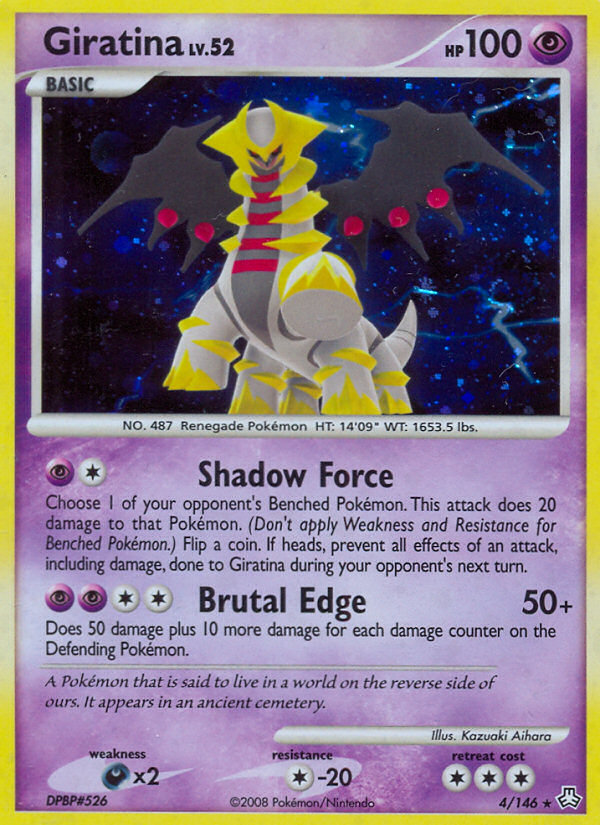 Giratina LV.52 HP 100
BASIC
NO. 487 Renegade Pokémon HT: 14'09" WT: 1653.5 lbs.
Shadow Force
Choose 1 of your opponent's Benched Pokémon. This attack does 20
damage to that Pokémon. (Don't apply Weakness and Resistance for
Benched Pokémon.) Flip a coin. If heads, prevent all effects of an attack,
including damage, done to Giratina during your opponent's next turn.
Brutal Edge 50+
Does 50 damage plus 10 more damage for each damage counter on the
Defending Pokémon.
A Pokémon that is said to live in a world on the reverse side of
ours. It appears in an ancient cemetery.
Illus. Kazuaki Aihara
weakness resistance retreat cost
x2 -20
DPBP#526 ©2008 Pokémon/Nintendo 4/146 ★